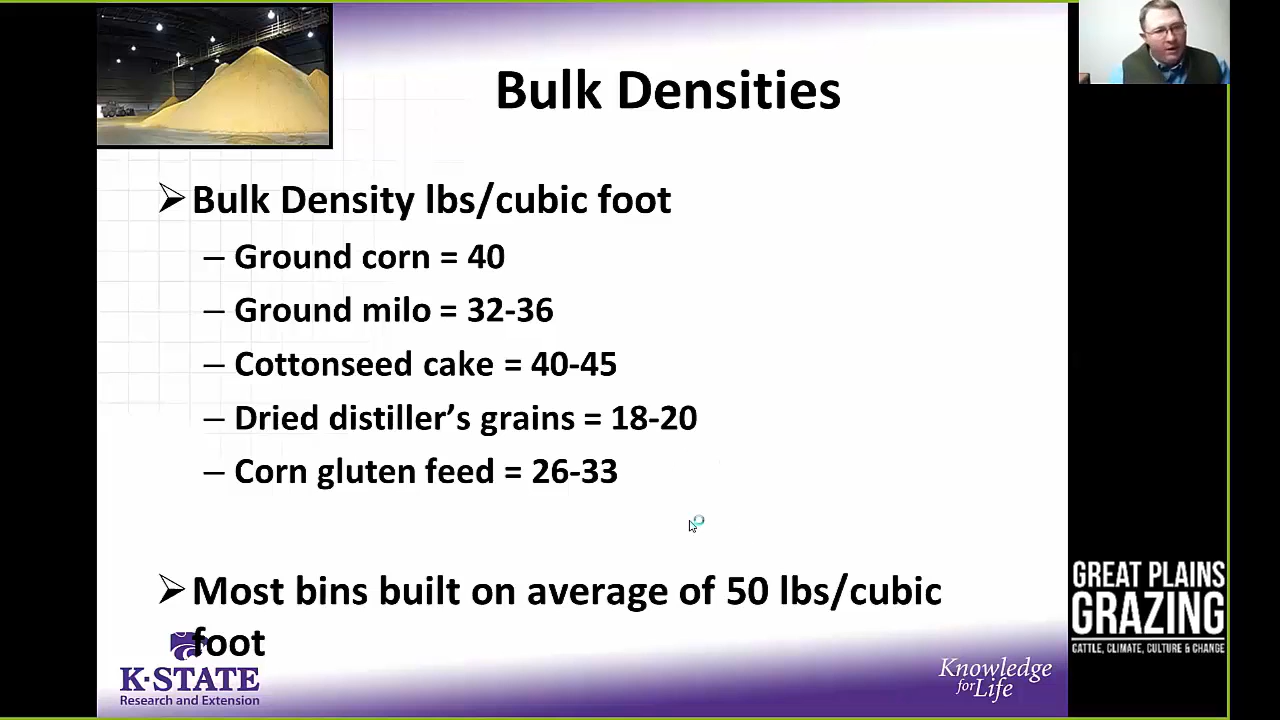 Bulk Densities
➢Bulk Density lbs/cubic foot
– Ground corn = 40
– Ground milo = 32-36
– Cottonseed cake = 40-45
– Dried distiller’s grains = 18-20
– Corn gluten feed = 26-33
➢Most bins built on average of 50 lbs/cubic
foot
K-STATE
Research and Extension
Knowledge
for Life
GREAT PLAINS
GRAZING
CATTLE, CLIMATE, CULTURE & CHANGE